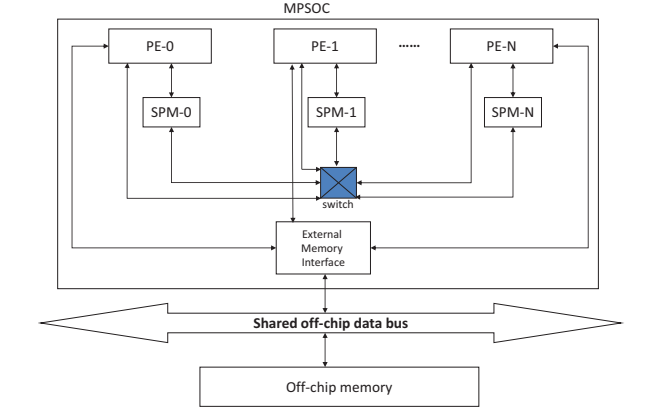 MPSOC
PE-0
PE-1
......
PE-N
SPM-0
SPM-1
SPM-N
switch
External
Memory
Interface
Shared off-chip data bus
Off-chip memory